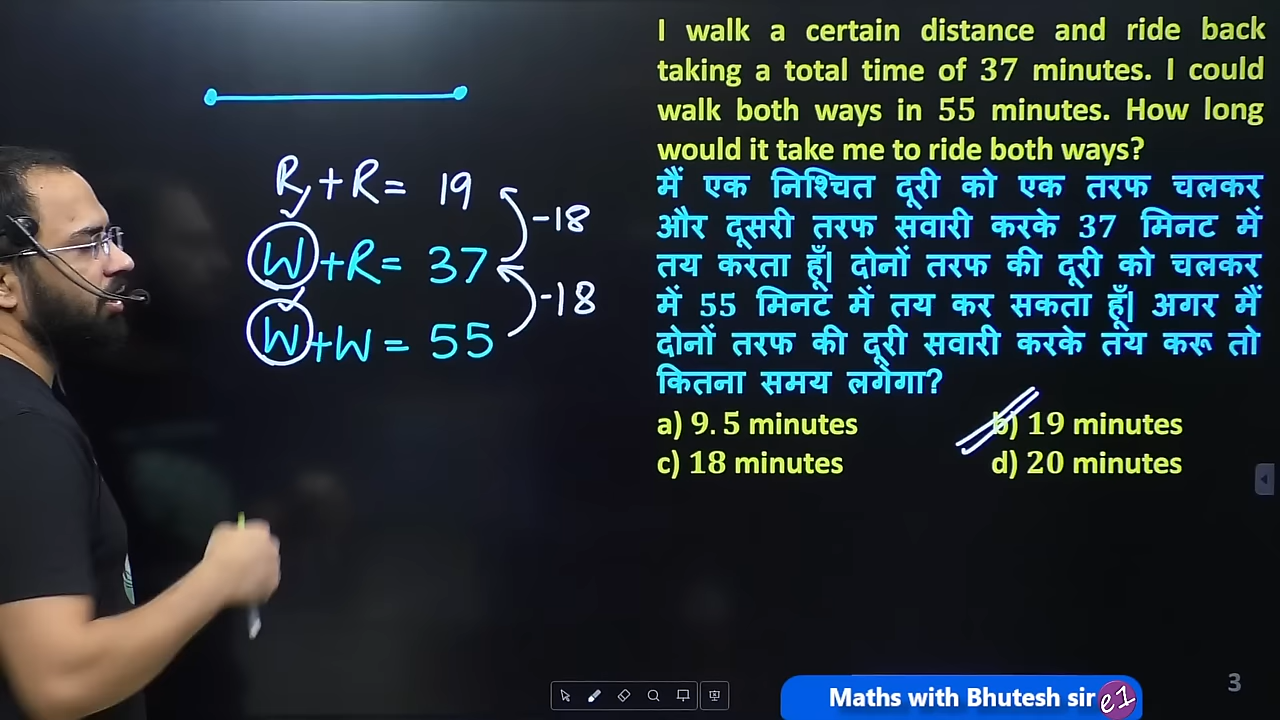 I walk a certain distance and ride back
taking a total time of 37 minutes. I could
walk both ways in 55 minutes. How long
would it take me to ride both ways?
मैं एक निश्चित दूरी को एक तरफ चलकर
और दूसरी तरफ सवारी करके 37 मिनट में
तय करता हूँ| दोनों तरफ की दूरी को चलकर
में 55 मिनट में तय कर सकता हूँ| अगर मैं
दोनों तरफ की दूरी सवारी करके तय करू तो
कितना समय लगेगा?
a) 9.5 minutes
b) 19 minutes
c) 18 minutes
d) 20 minutes
R+R= 19
-18
W+R= 37
-18
W+W = 55
Maths with Bhutesh sir e1
3